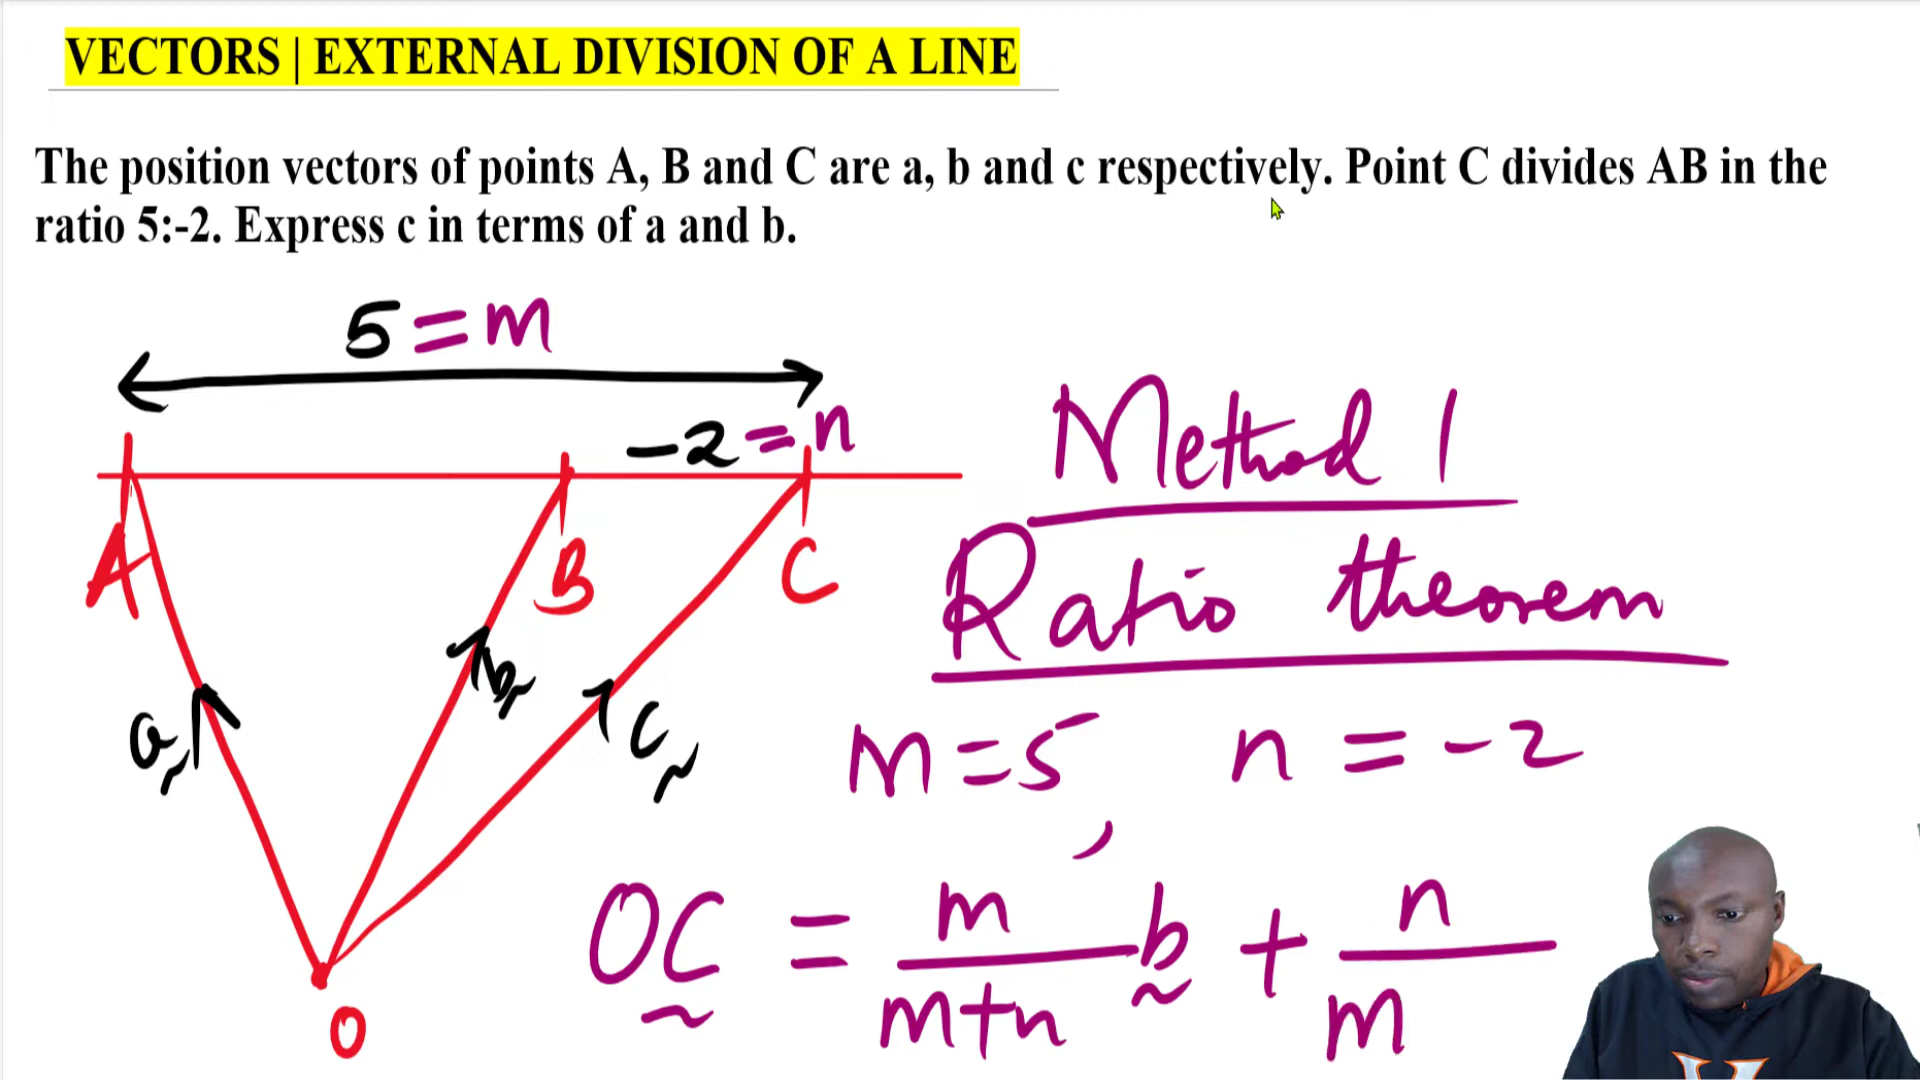 VECTORS | EXTERNAL DIVISION OF A LINE
The position vectors of points A, B and C are a, b and c respectively. Point C divides AB in the
ratio 5:-2. Express c in terms of a and b.
5 = m
-2 = n
A
B
C
a
~
b
~
c
~
O
Method 1
Ratio theorem
m = 5 , n = -2
OC = m/m+n b + n/m
~ ~